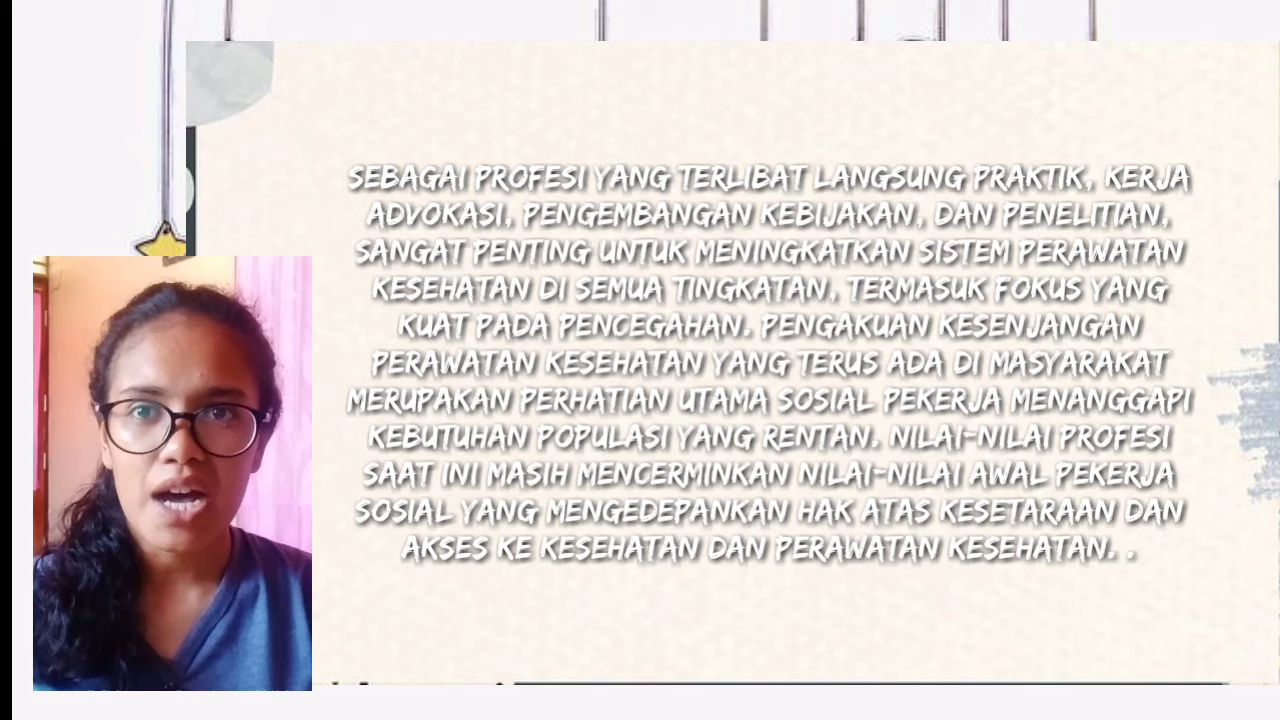 SEBAGAI PROFESI YANG TERLIBAT LANGSUNG PRAKTIK, KERJA
ADVOKASI, PENGEMBANGAN KEBIJAKAN, DAN PENELITIAN,
SANGAT PENTING UNTUK MENINGKATKAN SISTEM PERAWATAN
KESEHATAN DI SEMUA TINGKATAN, TERMASUK FOKUS YANG
KUAT PADA PENCEGAHAN. PENGAKUAN KESENJANGAN
PERAWATAN KESEHATAN YANG TERUS ADA DI MASYARAKAT
MERUPAKAN PERHATIAN UTAMA SOSIAL PEKERJA MENANGGAPI
KEBUTUHAN POPULASI YANG RENTAN. NILAI-NILAI PROFESI
SAAT INI MASIH MENCERMINKAN NILAI-NILAI AWAL PEKERJA
SOSIAL YANG MENGEDEPANKAN HAK ATAS KESETARAAN DAN
AKSES KE KESEHATAN DAN PERAWATAN KESEHATAN. .